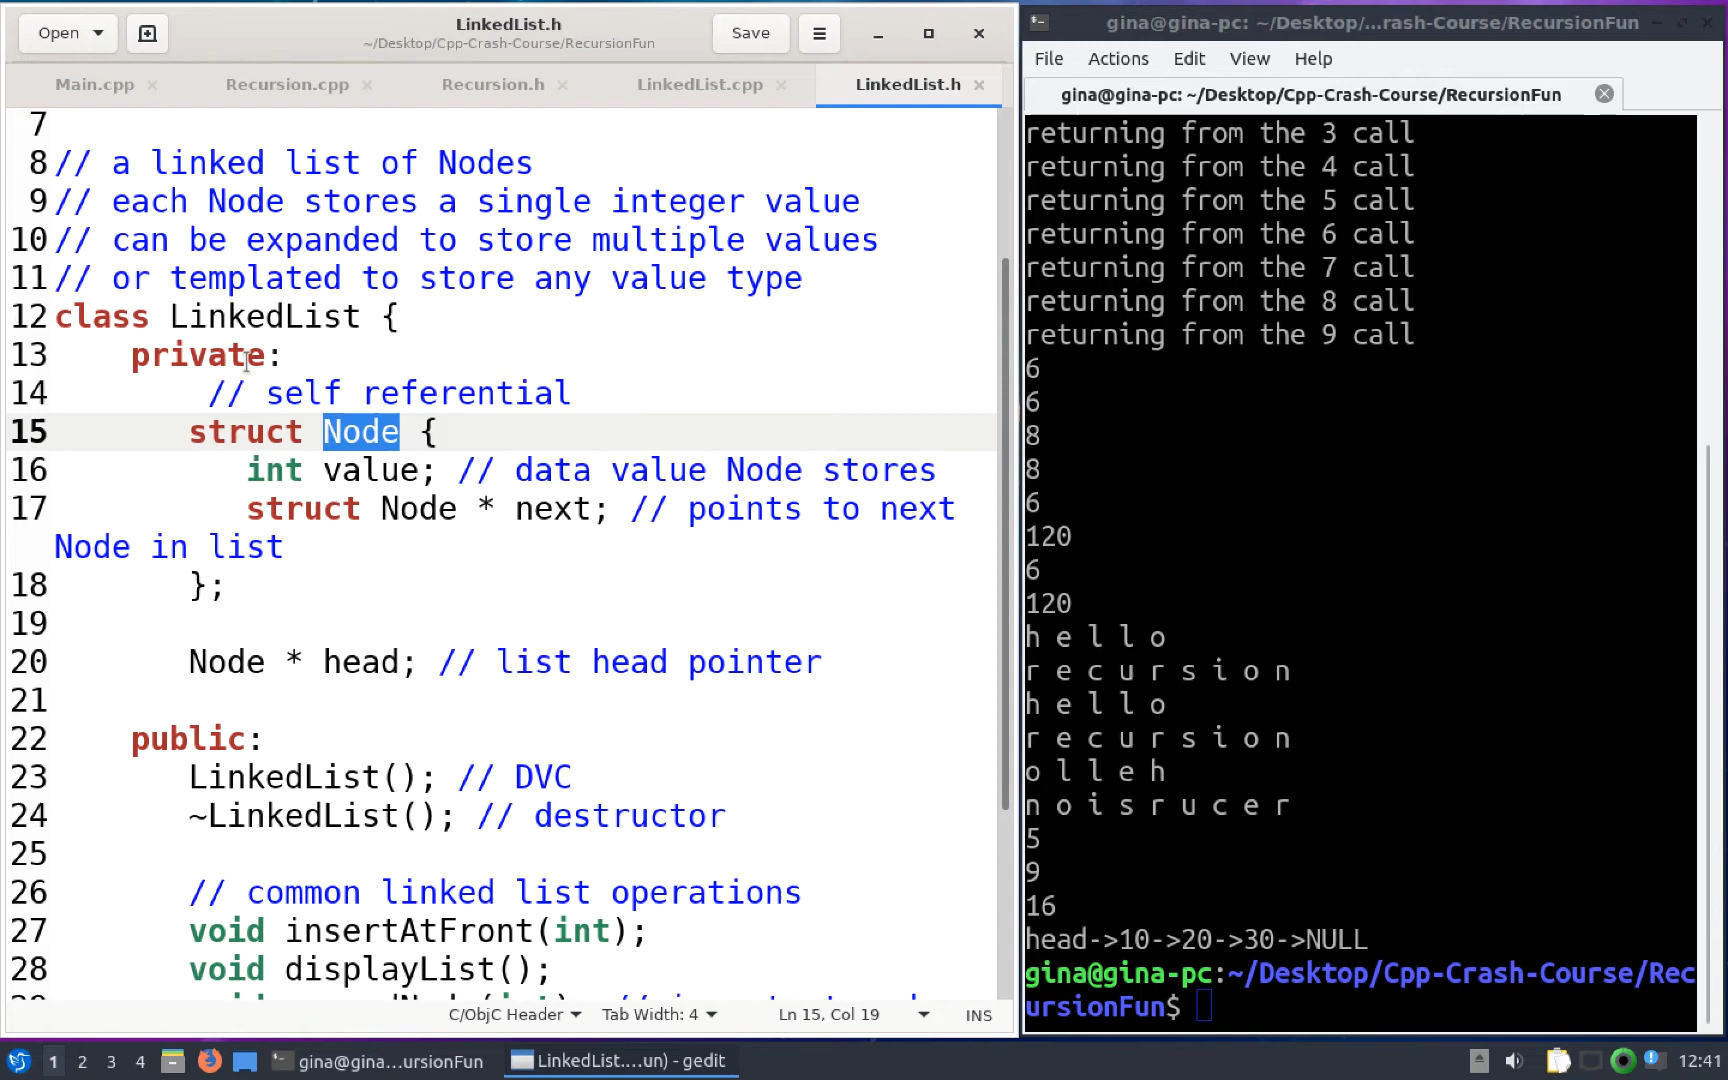 Open
LinkedList.h
~/Desktop/Cpp-Crash-Course/RecursionFun
Save
Main.cpp
Recursion.cpp
Recursion.h
LinkedList.cpp
LinkedList.h
7
8 // a linked list of Nodes
9 // each Node stores a single integer value
10 // can be expanded to store multiple values
11 // or templated to store any value type
12 class LinkedList {
13 private:
14 // self referential
15 struct Node {
16 int value; // data value Node stores
17 struct Node * next; // points to next
Node in list
18 };
19
20 Node * head; // list head pointer
21
22 public:
23 LinkedList(); // DVC
24 ~LinkedList(); // destructor
25
26 // common linked list operations
27 void insertAtFront(int);
28 void displayList();
C/ObjC Header
Tab Width: 4
Ln 15, Col 19
INS
gina@gina-pc: ~/Desktop/...rash-Course/RecursionFun
File Actions Edit View Help
gina@gina-pc: ~/Desktop/Cpp-Crash-Course/RecursionFun
returning from the 3 call
returning from the 4 call
returning from the 5 call
returning from the 6 call
returning from the 7 call
returning from the 8 call
returning from the 9 call
6
6
8
8
6
120
6
120
h e l l o
r e c u r s i o n
h e l l o
r e c u r s i o n
o l l e h
n o i s r u c e r
5
9
16
head->10->20->30->NULL
gina@gina-pc:~/Desktop/Cpp-Crash-Course/Rec
ursionFun$
1 2 3 4
gina@gina...ursionFun
LinkedList....un) - gedit
12:41